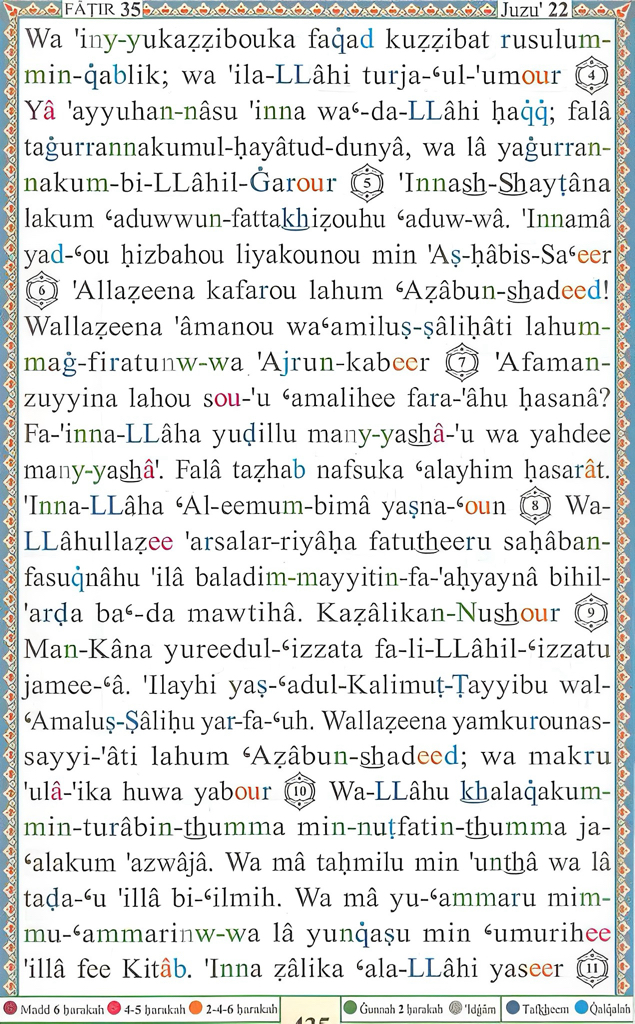 FÂṬIR 35
Juzu' 22
Wa 'iny-yukaẓẓibouka faq̇ad kuẓẓibat rusulum-
min-q̇ablik; wa 'ila-LLâhi turja-ʿul-'umour 4
Yâ 'ayyuhan-nâsu 'inna waʿ-da-LLâhi ḥaq̇q̇; falâ
taġurrannakumul-ḥayâtud-dunyâ, wa lâ yaġurran-
nakum-bi-LLâhil-Ġarour 5 'Innash-Shayṭâna
lakum ʿaduwwun-fattakhiẓouhu ʿaduw-wâ. 'Innamâ
yad-ʿou ḥizbahou liyakounou min 'Aṣ-ḥâbis-Saʿeer
6 'Allaẓeena kafarou lahum ʿAẓâbun-shadeed!
Wallaẓeena 'âmanou waʿamiluṣ-ṣâliḥâti lahum-
maġ-firatunw-wa 'Ajrun-kabeer 7 'Afaman-
zuyyina lahou sou-'u ʿamalihee fara-'âhu ḥasanâ?
Fa-'inna-LLâha yuḍillu many-yashâ-'u wa yahdee
many-yashâ'. Falâ taẓhab nafsuka ʿalayhim ḥasarât.
'Inna-LLâha ʿAl-eemum-bimâ yaṣna-ʿoun 8 Wa-
LLâhullaẓee 'arsalar-riyâḥa fatutheeru saḥâban-
fasuq̇nâhu 'ilâ baladim-mayyitin-fa-'aḥyaynâ bihil-
'arḍa baʿ-da mawtihâ. Kaẓâlikan-Nushour 9
Man-Kâna yureedul-ʿizzata fa-li-LLâhil-ʿizzatu
jamee-ʿâ. 'Ilayhi yaṣ-ʿadul-Kalimuṭ-Ṭayyibu wal-
ʿAmaluṣ-Ṣâliḥu yar-fa-ʿuh. Wallaẓeena yamkurounas-
sayyi-'âti lahum ʿAẓâbun-shadeed; wa makru
'ulâ-'ika huwa yabour 10 Wa-LLâhu khalaq̇akum-
min-turâbin-thumma min-nuṭfatin-thumma ja-
ʿalakum 'azwâjâ. Wa mâ taḥmilu min 'unthâ wa lâ
taḍa-ʿu 'illâ bi-ʿilmih. Wa mâ yu-ʿammaru mim-
mu-ʿammarinw-wa lâ yunq̇aṣu min ʿumurihee
'illâ fee Kitâb. 'Inna ẓâlika ʿala-LLâhi yaseer 11
Madd 6 ḥarakah 4-5 ḥarakah 2-4-6 ḥarakah Ġunnah 2 ḥarakah 'Idġâm Tafkheem Q̇alq̇alah
435